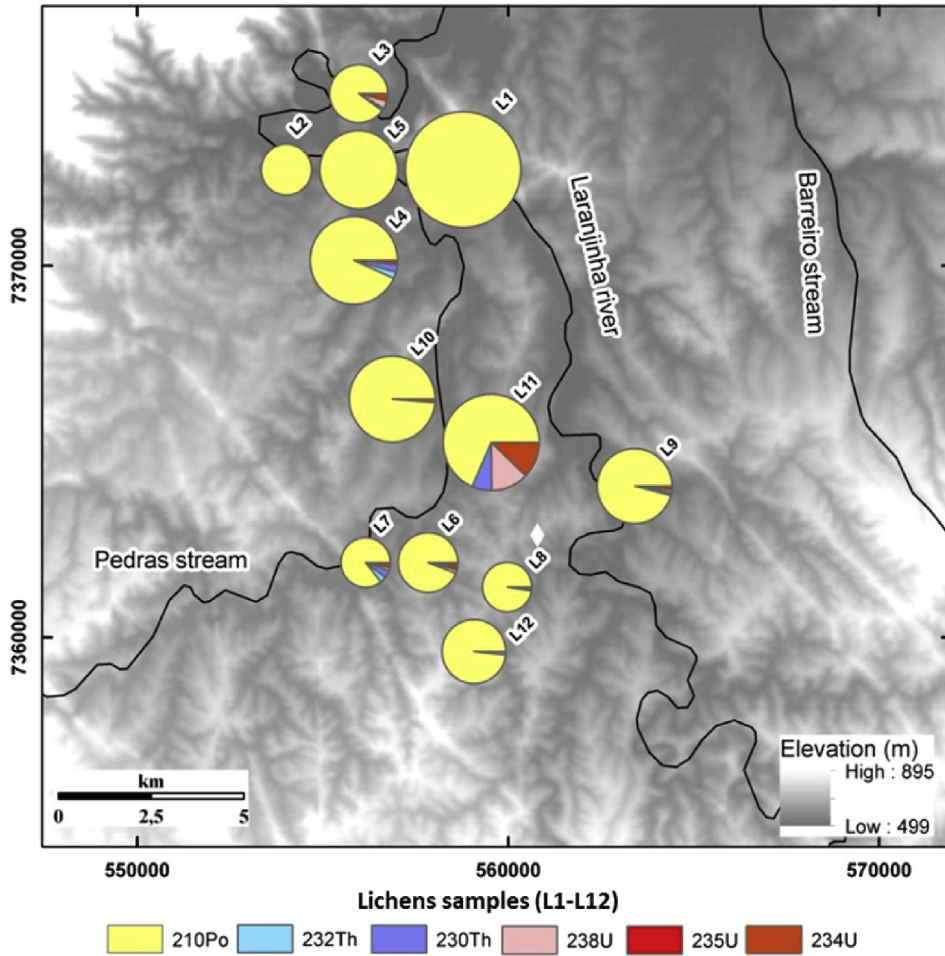 L3
L1
L2
L5
L4
Laranjinha river
Barreiro stream
7370000
L10
L11
L9
L7
L6
Pedras stream
L8
L12
7360000
Elevation (m)
High : 895
Low : 499
km
0 2,5 5
550000 560000 570000
Lichens samples (L1-L12)
210Po 232Th 230Th 238U 235U 234U